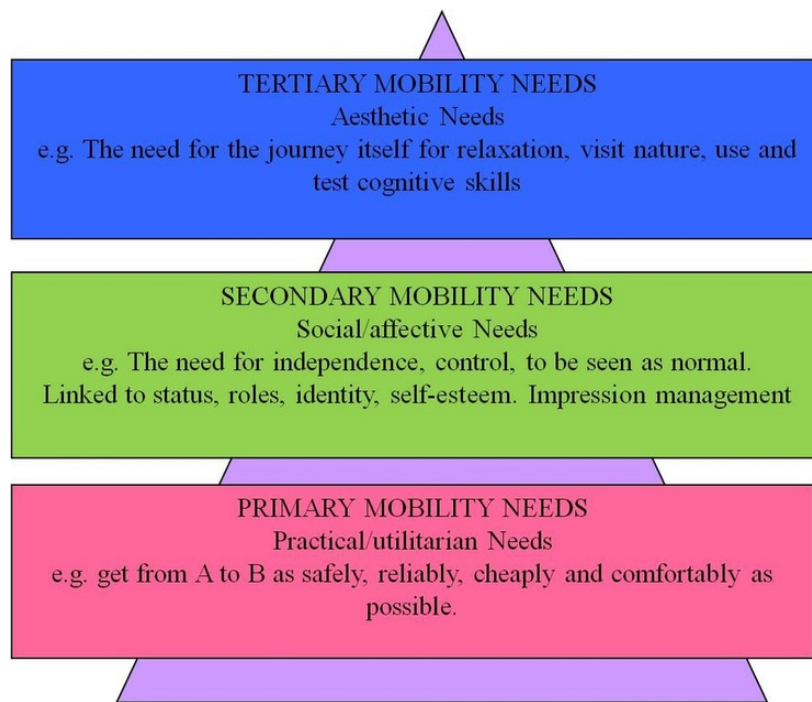 TERTIARY MOBILITY NEEDS
Aesthetic Needs
e.g. The need for the journey itself for relaxation, visit nature, use and
test cognitive skills
SECONDARY MOBILITY NEEDS
Social/affective Needs
e.g. The need for independence, control, to be seen as normal.
Linked to status, roles, identity, self-esteem. Impression management
PRIMARY MOBILITY NEEDS
Practical/utilitarian Needs
e.g. get from A to B as safely, reliably, cheaply and comfortably as
possible.